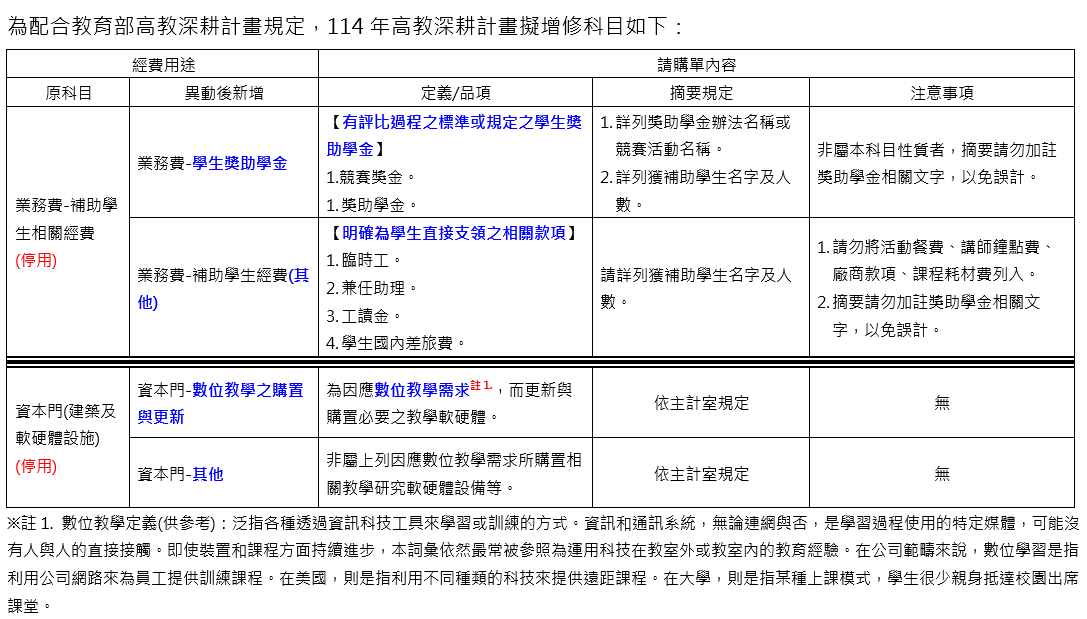 為配合教育部高教深耕計畫規定，114 年高教深耕計畫擬增修科目如下：
經費用途
請購單內容
原科目
異動後新增
定義/品項
摘要規定
注意事項
業務費-補助學
生相關經費
(停用)
業務費-學生獎助學金
【有評比過程之標準或規定之學生獎
助學金】
1.競賽獎金。
1.獎助學金。
1.詳列獎助學金辦法名稱或
競賽活動名稱。
2.詳列獲補助學生名字及人
數。
非屬本科目性質者，摘要請勿加註
獎助學金相關文字，以免誤計。
業務費-補助學生經費(其
他)
【明確為學生直接支領之相關款項】
1.臨時工。
2.兼任助理。
3.工讀金。
4.學生國內差旅費。
請詳列獲補助學生名字及人
數。
1.請勿將活動餐費、講師鐘點費、
廠商款項、課程耗材費列入。
2.摘要請勿加註獎助學金相關文
字，以免誤計。
資本門(建築及
軟硬體設施)
(停用)
資本門-數位教學之購置
與更新
為因應數位教學需求註1.，而更新與
購置必要之教學軟硬體。
依主計室規定
無
資本門-其他
非屬上列因應數位教學需求所購置相
關教學研究軟硬體設備等。
依主計室規定
無
※註 1. 數位教學定義(供參考)：泛指各種透過資訊科技工具來學習或訓練的方式。資訊和通訊系統，無論連網與否，是學習過程使用的特定媒體，可能沒
有人與人的直接接觸。即使裝置和課程方面持續進步，本詞彙依然最常被參照為運用科技在教室外或教室內的教育經驗。在公司範疇來說，數位學習是指
利用公司網路來為員工提供訓練課程。在美國，則是指利用不同種類的科技來提供遠距課程。在大學，則是指某種上課模式，學生很少親身抵達校園出席
課堂。